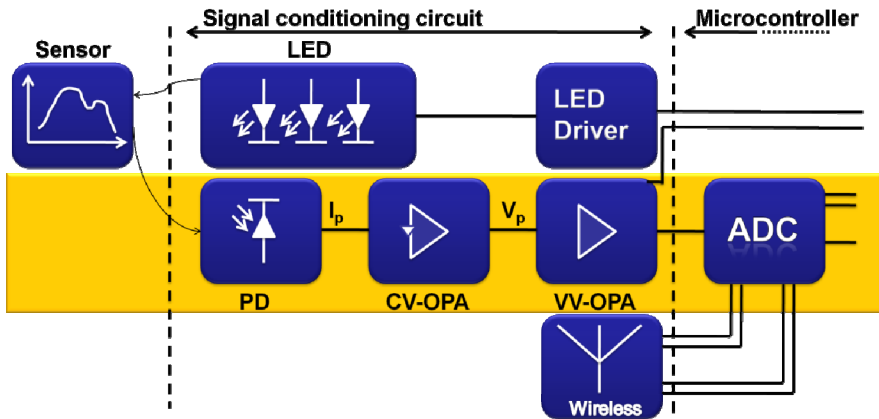 Signal conditioning circuit
Microcontroller
Sensor
LED
LED
Driver
Ip
Vp
ADC
PD
CV-OPA
VV-OPA
Wireless